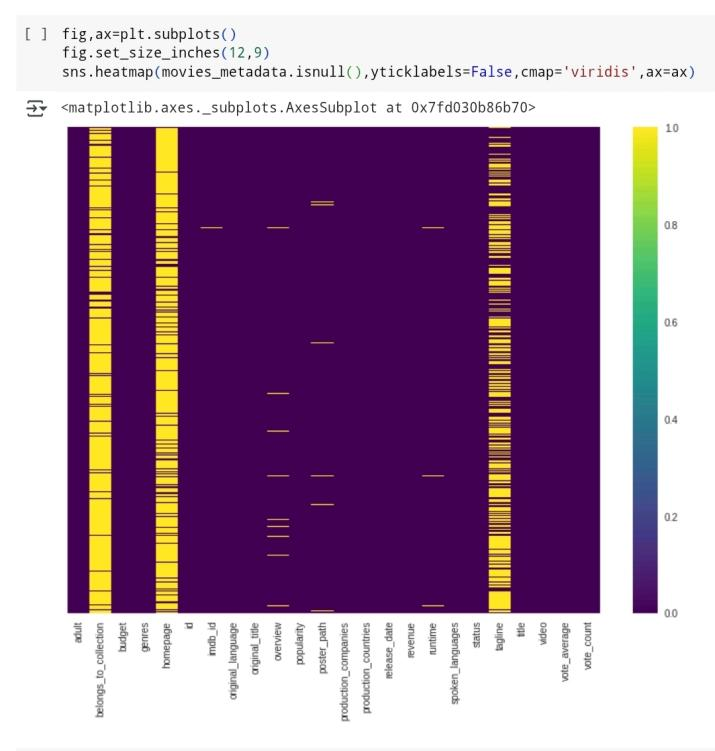 [ ] fig,ax=plt.subplots()
fig.set_size_inches(12,9)
sns.heatmap(movies_metadata.isnull(),yticklabels=False,cmap='viridis',ax=ax)
<matplotlib.axes._subplots.AxesSubplot at 0x7fd030b86b70>
1.0
0.8
0.6
0.4
0.2
0.0
adult
belongs_to_collection
budget
genres
homepage
id
imdb_id
original_language
original_title
overview
popularity
poster_path
production_companies
production_countries
release_date
revenue
runtime
spoken_languages
status
tagline
title
video
vote_average
vote_count